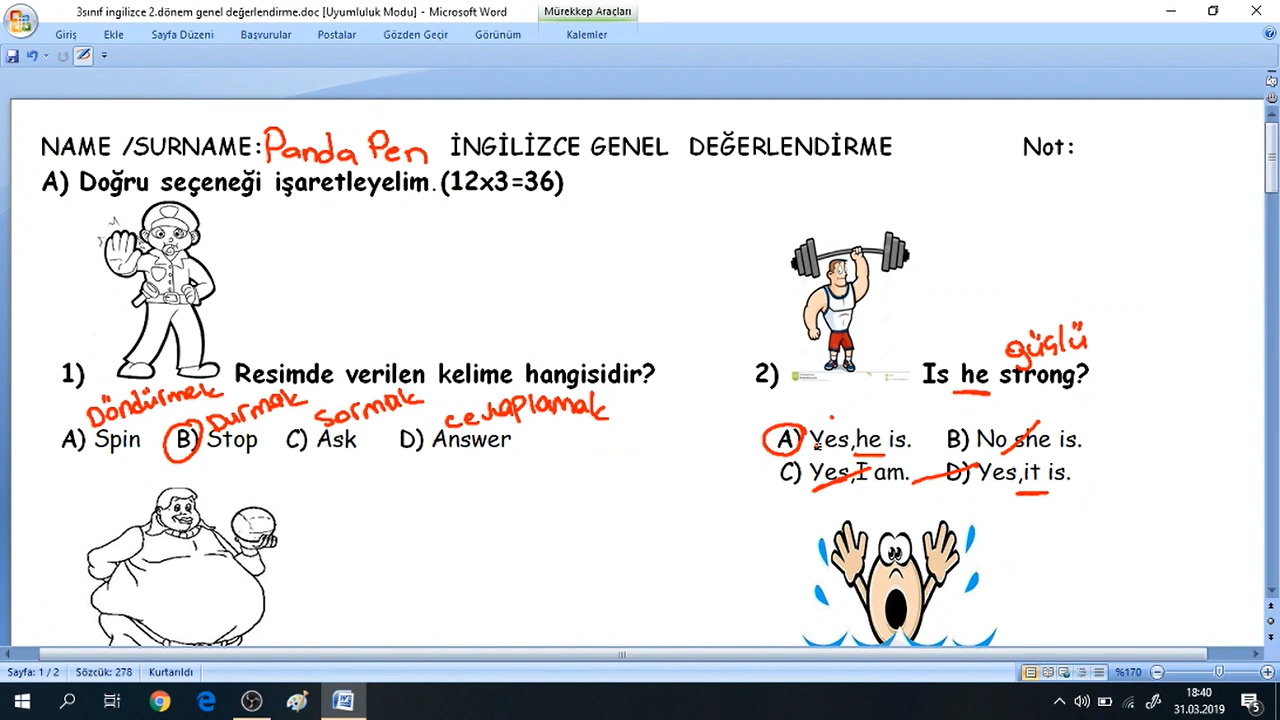 3sınıf ingilizce 2.dönem genel değerlendirme.doc [Uyumluluk Modu] - Microsoft Word
Mürekkep Araçları
Giriş Ekle Sayfa Düzeni Başvurular Postalar Gözden Geçir Görünüm Kalemler
NAME /SURNAME: Panda Pen İNGİLİZCE GENEL DEĞERLENDİRME Not:
A) Doğru seçeneği işaretleyelim.(12x3=36)
güçlü
1) Resimde verilen kelime hangisidir?
2) Is he strong?
Döndürmek Durmak Sormak cevaplamak
A) Spin B) Stop C) Ask D) Answer
A) Yes,he is. B) No she is.
C) Yes,I am. D) Yes,it is.
Sayfa: 1 / 2 Sözcük: 278 Kurtarıldı %170
18:40
31.03.2019
5